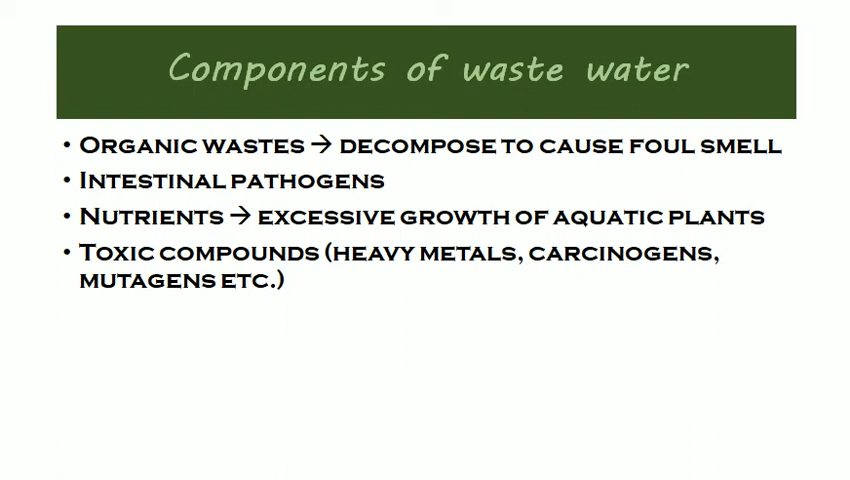 Components of waste water
• Organic wastes → decompose to cause foul smell
• Intestinal pathogens
• Nutrients → excessive growth of aquatic plants
• Toxic compounds (heavy metals, carcinogens,
mutagens etc.)